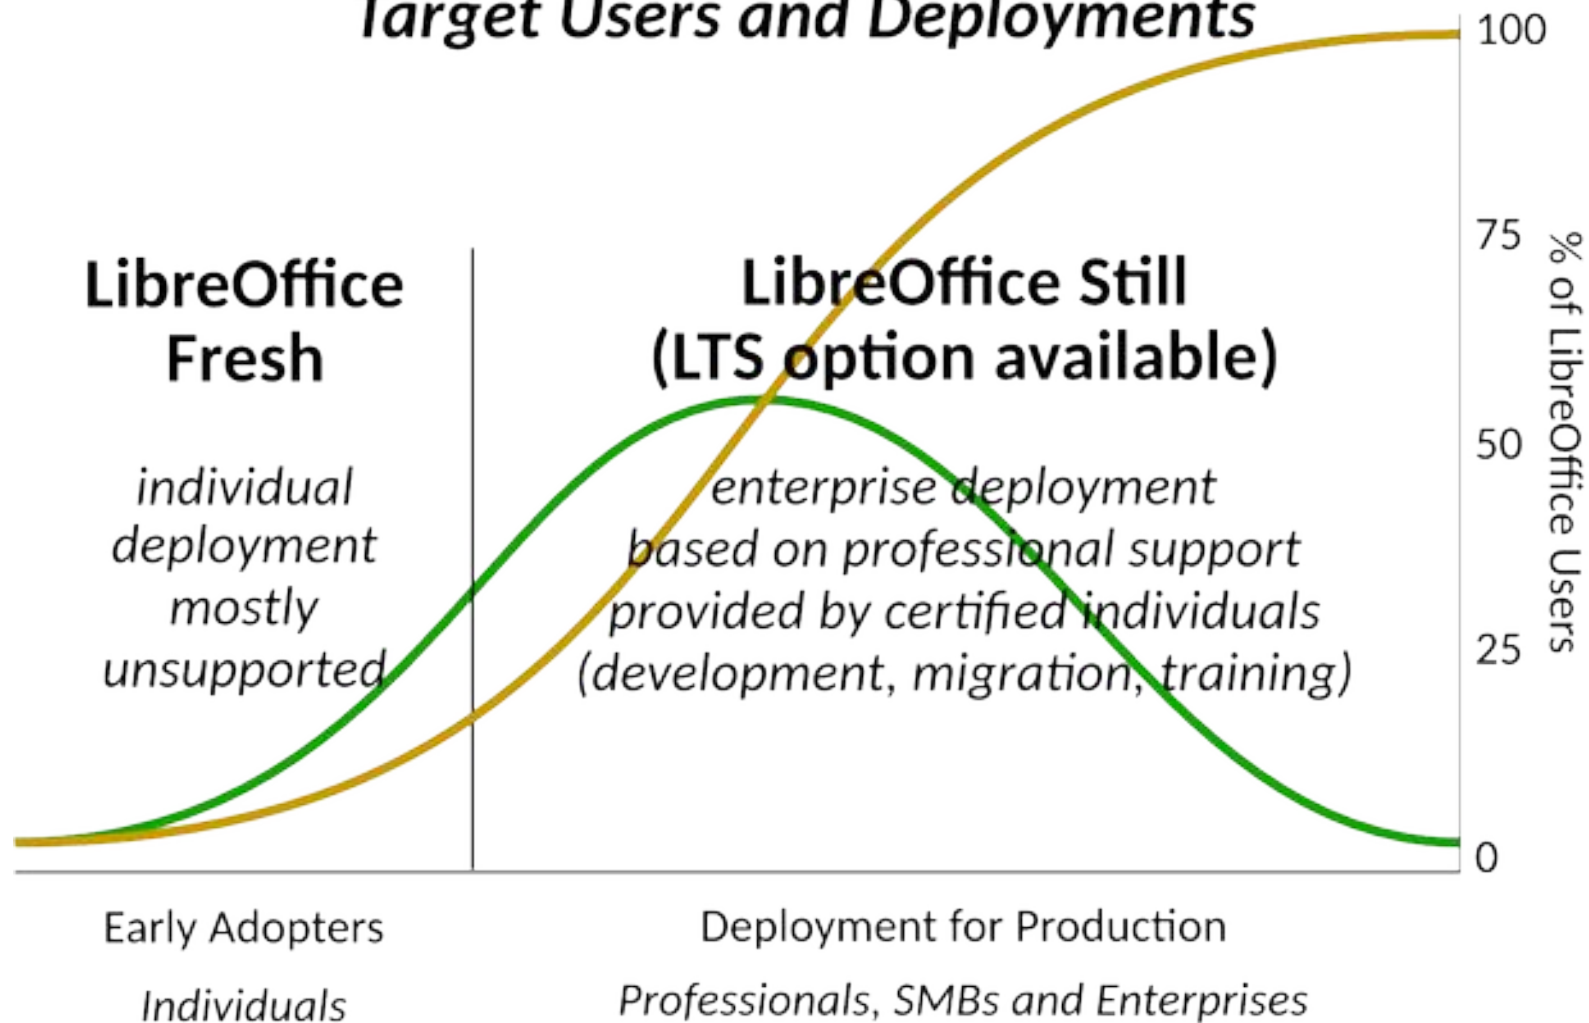 Target Users and Deployments
100
75
50
25
0
% of LibreOffice Users
LibreOffice
Fresh
individual
deployment
mostly
unsupported
LibreOffice Still
(LTS option available)
enterprise deployment
based on professional support
provided by certified individuals
(development, migration, training)
Early Adopters
Individuals
Deployment for Production
Professionals, SMBs and Enterprises